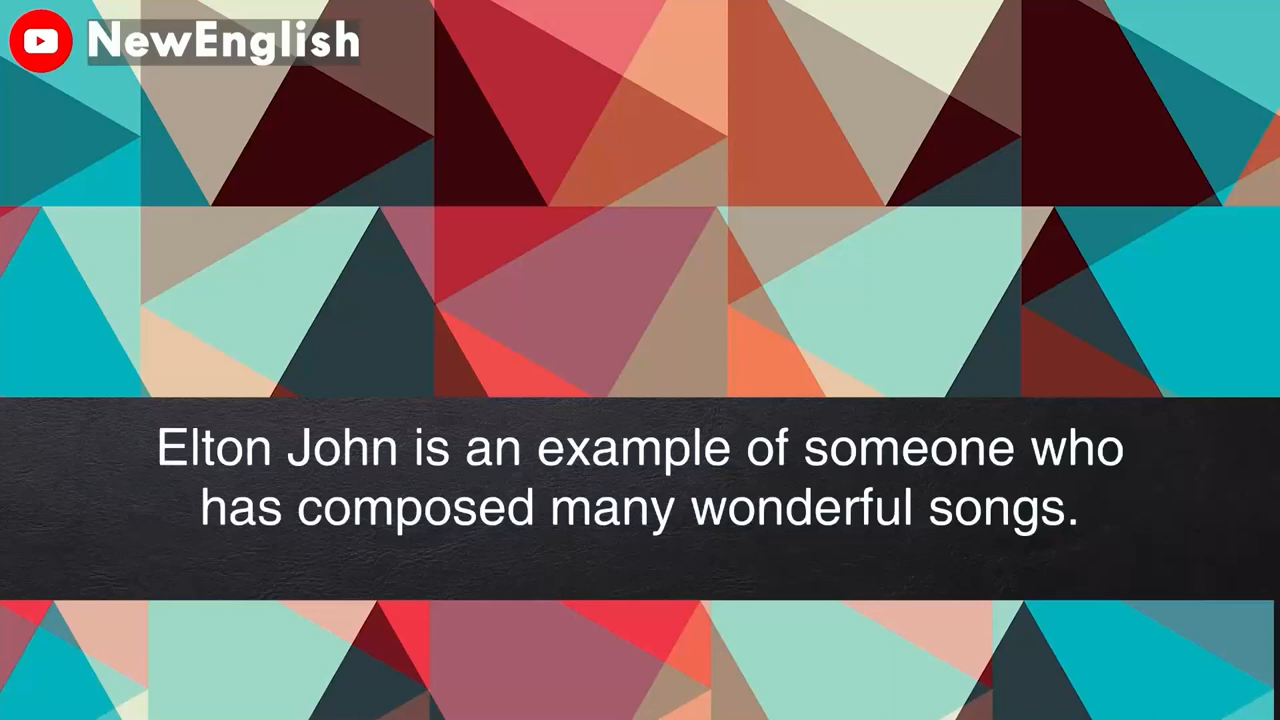 NewEnglish
Elton John is an example of someone who
has composed many wonderful songs.